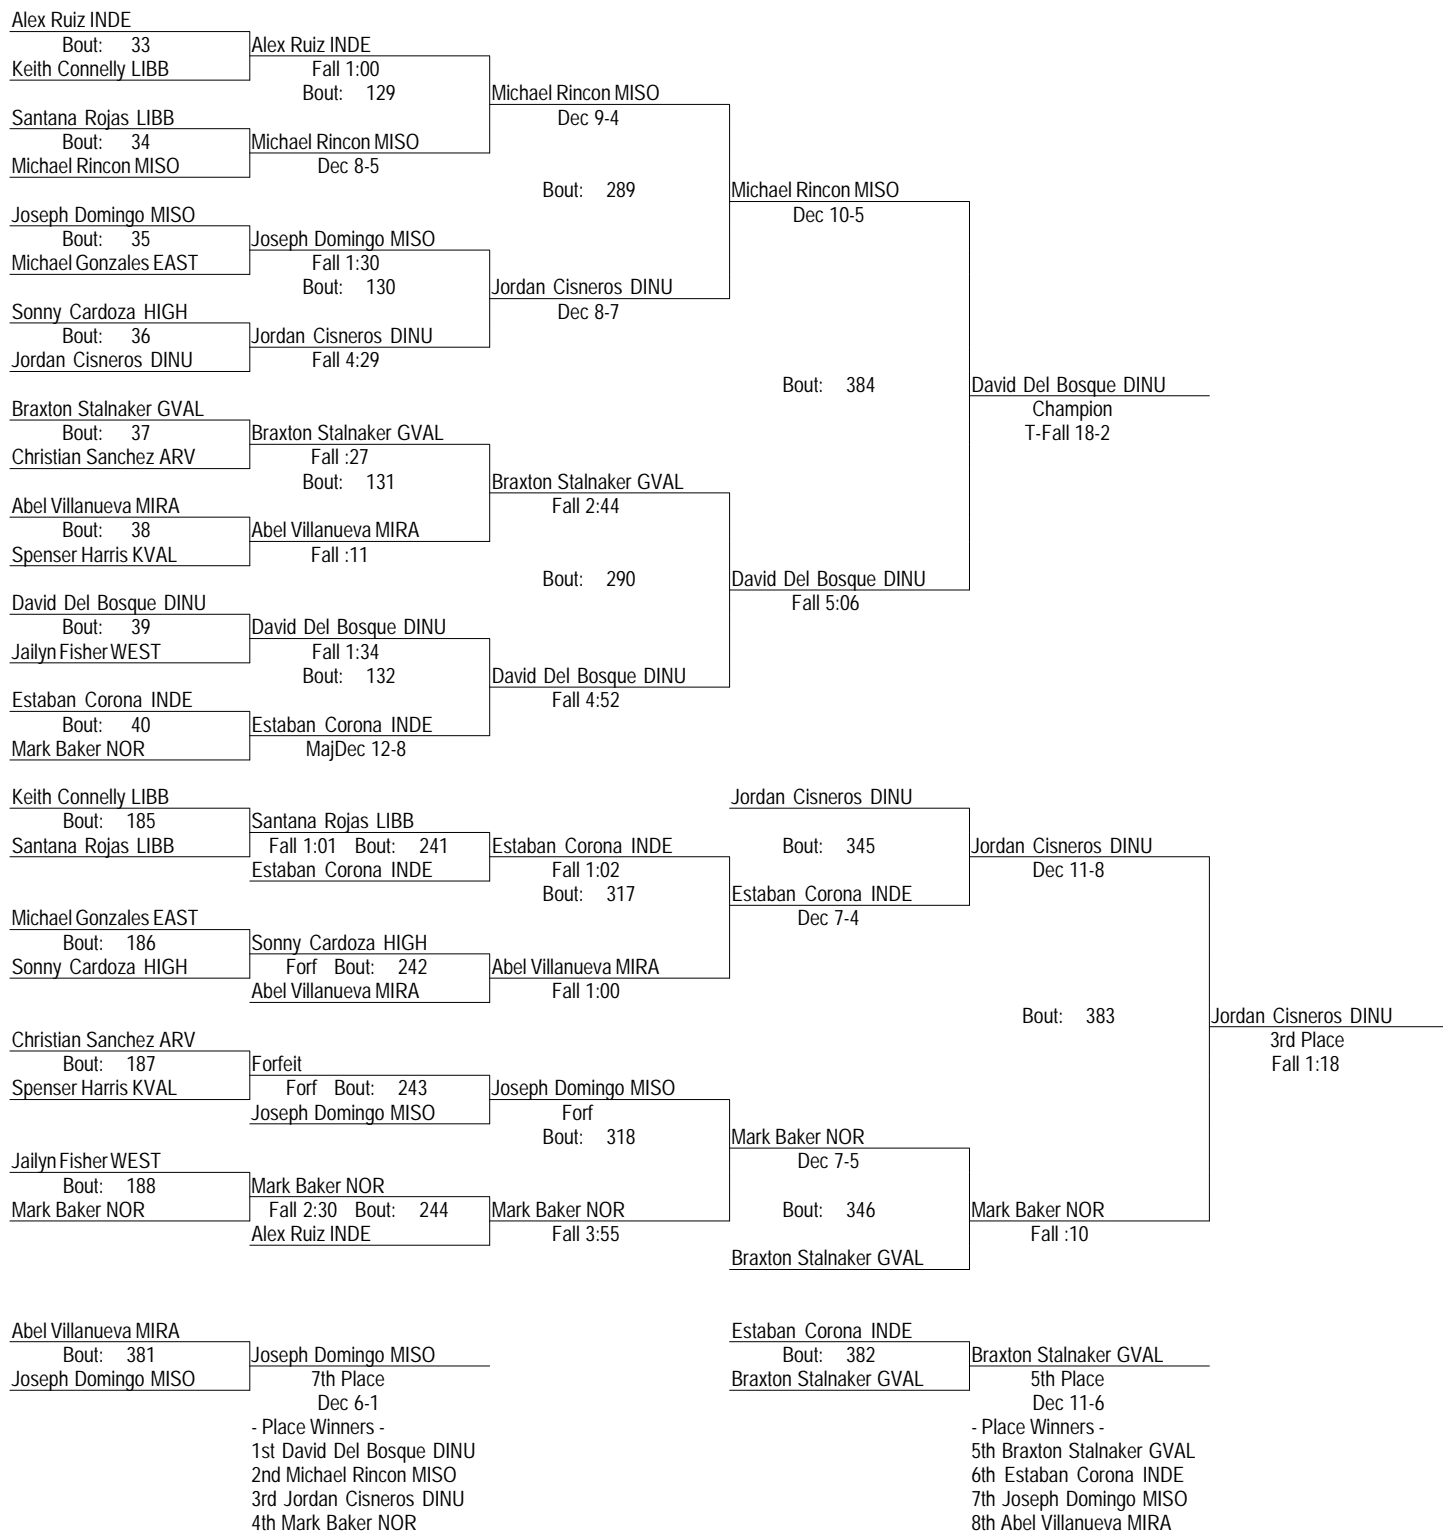 Alex Ruiz INDE
Bout: 33
Alex Ruiz INDE
Keith Connelly LIBB
Fall 1:00
Bout: 129
Michael Rincon MISO
Santana Rojas LIBB
Dec 9-4
Bout: 34
Michael Rincon MISO
Michael Rincon MISO
Dec 8-5
Bout: 289
Michael Rincon MISO
Joseph Domingo MISO
Dec 10-5
Bout: 35
Joseph Domingo MISO
Michael Gonzales EAST
Fall 1:30
Bout: 130
Jordan Cisneros DINU
Sonny Cardoza HIGH
Dec 8-7
Bout: 36
Jordan Cisneros DINU
Jordan Cisneros DINU
Fall 4:29
Bout: 384
David Del Bosque DINU
Braxton Stalnaker GVAL
Champion
Bout: 37
Braxton Stalnaker GVAL
T-Fall 18-2
Christian Sanchez ARV
Fall :27
Bout: 131
Braxton Stalnaker GVAL
Abel Villanueva MIRA
Fall 2:44
Bout: 38
Abel Villanueva MIRA
Spenser Harris KVAL
Fall :11
Bout: 290
David Del Bosque DINU
David Del Bosque DINU
Fall 5:06
Bout: 39
David Del Bosque DINU
Jailyn Fisher WEST
Fall 1:34
Bout: 132
David Del Bosque DINU
Estaban Corona INDE
Fall 4:52
Bout: 40
Estaban Corona INDE
Mark Baker NOR
MajDec 12-8
Keith Connelly LIBB
Jordan Cisneros DINU
Bout: 185
Santana Rojas LIBB
Santana Rojas LIBB
Fall 1:01 Bout: 241
Estaban Corona INDE
Bout: 345
Jordan Cisneros DINU
Estaban Corona INDE
Fall 1:02
Dec 11-8
Bout: 317
Estaban Corona INDE
Michael Gonzales EAST
Dec 7-4
Bout: 186
Sonny Cardoza HIGH
Sonny Cardoza HIGH
Forf Bout: 242
Abel Villanueva MIRA
Abel Villanueva MIRA
Fall 1:00
Bout: 383
Jordan Cisneros DINU
Christian Sanchez ARV
3rd Place
Bout: 187
Forfeit
Fall 1:18
Spenser Harris KVAL
Forf Bout: 243
Joseph Domingo MISO
Joseph Domingo MISO
Forf
Bout: 318
Mark Baker NOR
Jailyn Fisher WEST
Dec 7-5
Bout: 188
Mark Baker NOR
Mark Baker NOR
Fall 2:30 Bout: 244
Mark Baker NOR
Bout: 346
Mark Baker NOR
Alex Ruiz INDE
Fall 3:55
Fall :10
Braxton Stalnaker GVAL
Abel Villanueva MIRA
Estaban Corona INDE
Bout: 381
Joseph Domingo MISO
Bout: 382
Braxton Stalnaker GVAL
Joseph Domingo MISO
7th Place
Braxton Stalnaker GVAL
5th Place
Dec 6-1
Dec 11-6
- Place Winners -
1st David Del Bosque DINU
2nd Michael Rincon MISO
3rd Jordan Cisneros DINU
4th Mark Baker NOR
- Place Winners -
5th Braxton Stalnaker GVAL
6th Estaban Corona INDE
7th Joseph Domingo MISO
8th Abel Villanueva MIRA